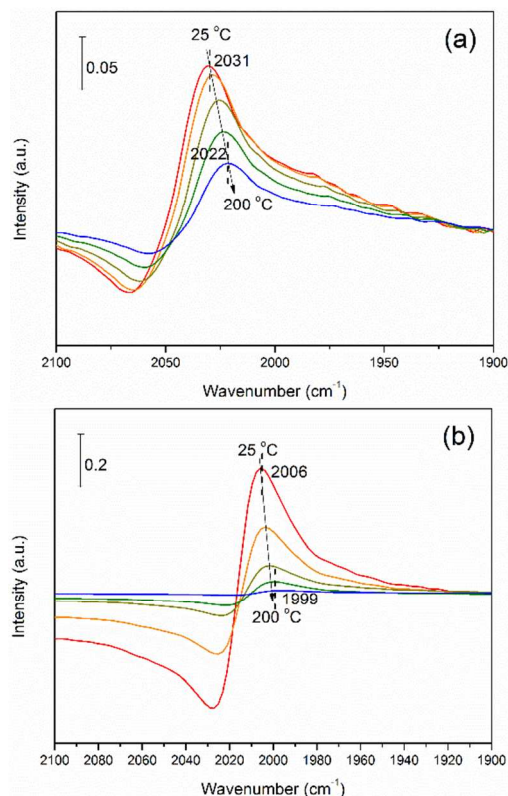 (a)
25 °C
0.05
2031
2022
200 °C
Intensity (a.u.)
2100 2050 2000 1950 1900
Wavenumber (cm⁻¹)
(b)
25 °C
0.2
2006
1999
200 °C
Intensity (a.u.)
2100 2080 2060 2040 2020 2000 1980 1960 1940 1920 1900
Wavenumber (cm⁻¹)